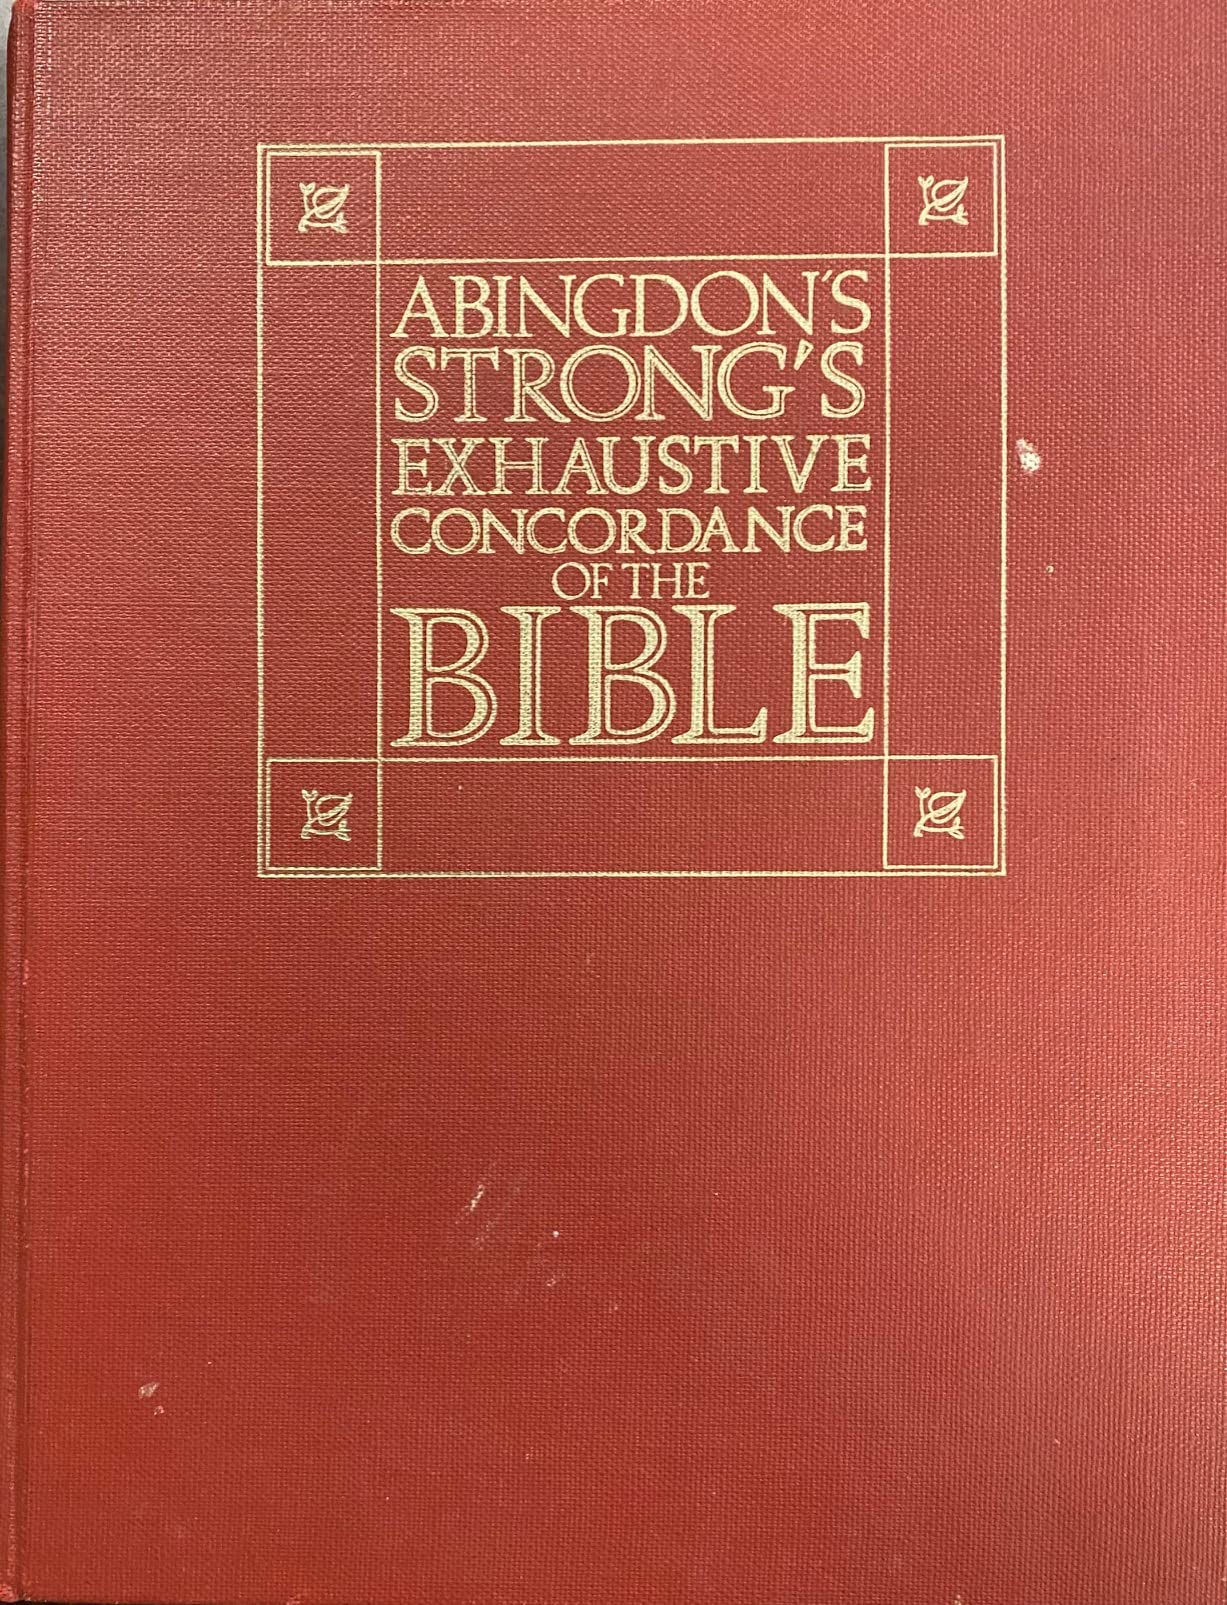 ABINGDON'S
STRONG'S
EXHAUSTIVE
CONCORDANCE
OF THE
BIBLE